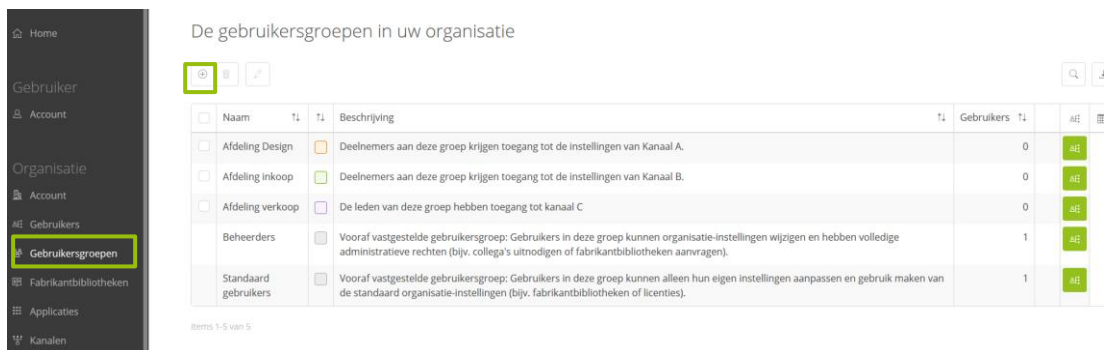 Home
De gebruikersgroepen in uw organisatie
Gebruiker
Account
Organisatie
Account
Gebruikers
Gebruikersgroepen
Fabrikantbibliotheken
Applicaties
Kanalen
Naam Beschrijving Gebruikers
Afdeling Design Deelnemers aan deze groep krijgen toegang tot de instellingen van Kanaal A. 0
Afdeling inkoop Deelnemers aan deze groep krijgen toegang tot de instellingen van Kanaal B. 0
Afdeling verkoop De leden van deze groep hebben toegang tot kanaal C 0
Beheerders Vooraf vastgestelde gebruikersgroep: Gebruikers in deze groep kunnen organisatie-instellingen wijzigen en hebben volledige 1
administratieve rechten (bijv. collega's uitnodigen of fabrikantbibliotheken aanvragen).
Standaard Vooraf vastgestelde gebruikersgroep: Gebruikers in deze groep kunnen alleen hun eigen instellingen aanpassen en gebruik maken van 1
gebruikers de standaard organisatie-instellingen (bijv. fabrikantbibliotheken of licenties).
Items 1-5 van 5